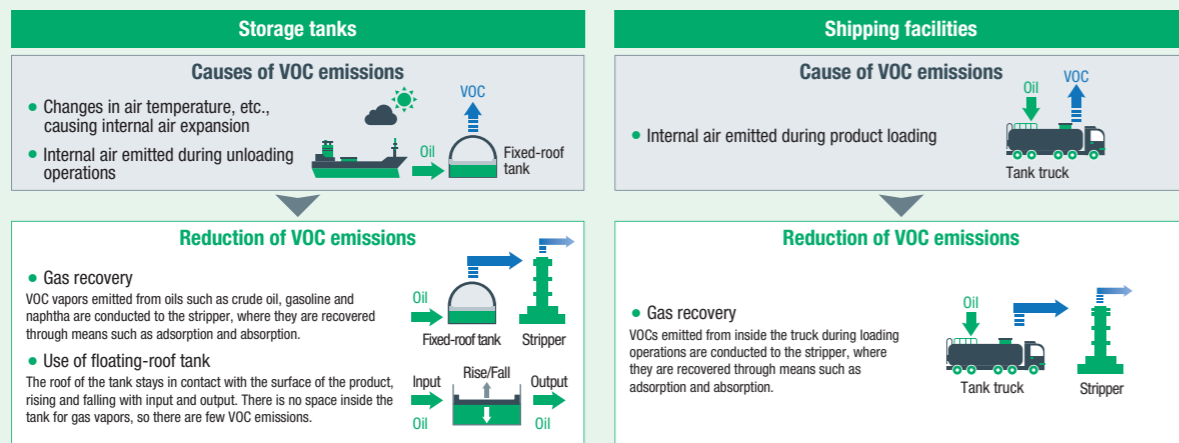 Storage tanks
Causes of VOC emissions
• Changes in air temperature, etc.,
causing internal air expansion
• Internal air emitted during unloading
operations
Oil
VOC
Fixed-roof
tank
Reduction of VOC emissions
• Gas recovery
VOC vapors emitted from oils such as crude oil, gasoline and
naphtha are conducted to the stripper, where they are recovered
through means such as adsorption and absorption.
Oil
Fixed-roof tank
Stripper
• Use of floating-roof tank
The roof of the tank stays in contact with the surface of the product,
rising and falling with input and output. There is no space inside the
tank for gas vapors, so there are few VOC emissions.
Input
Oil
Rise/Fall
Output
Oil
Shipping facilities
Cause of VOC emissions
• Internal air emitted during product loading
Oil
VOC
Tank truck
Reduction of VOC emissions
• Gas recovery
VOCs emitted from inside the truck during loading
operations are conducted to the stripper, where
they are recovered through means such as
adsorption and absorption.
Oil
Tank truck
Stripper